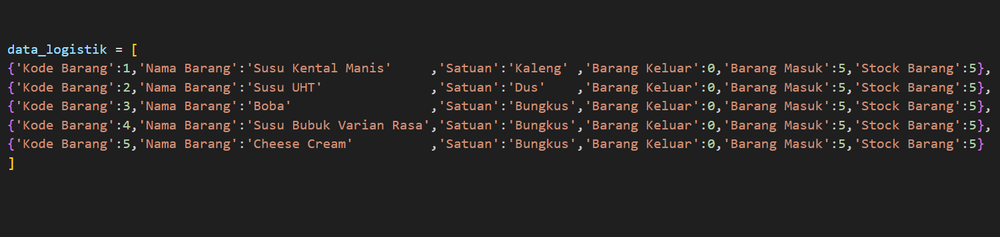 data_logistik = [
{'Kode Barang':1,'Nama Barang':'Susu Kental Manis'     ,'Satuan':'Kaleng' ,'Barang Keluar':0,'Barang Masuk':5,'Stock Barang':5},
{'Kode Barang':2,'Nama Barang':'Susu UHT'              ,'Satuan':'Dus'    ,'Barang Keluar':0,'Barang Masuk':5,'Stock Barang':5},
{'Kode Barang':3,'Nama Barang':'Boba'                  ,'Satuan':'Bungkus','Barang Keluar':0,'Barang Masuk':5,'Stock Barang':5},
{'Kode Barang':4,'Nama Barang':'Susu Bubuk Varian Rasa','Satuan':'Bungkus','Barang Keluar':0,'Barang Masuk':5,'Stock Barang':5},
{'Kode Barang':5,'Nama Barang':'Cheese Cream'          ,'Satuan':'Bungkus','Barang Keluar':0,'Barang Masuk':5,'Stock Barang':5}
]